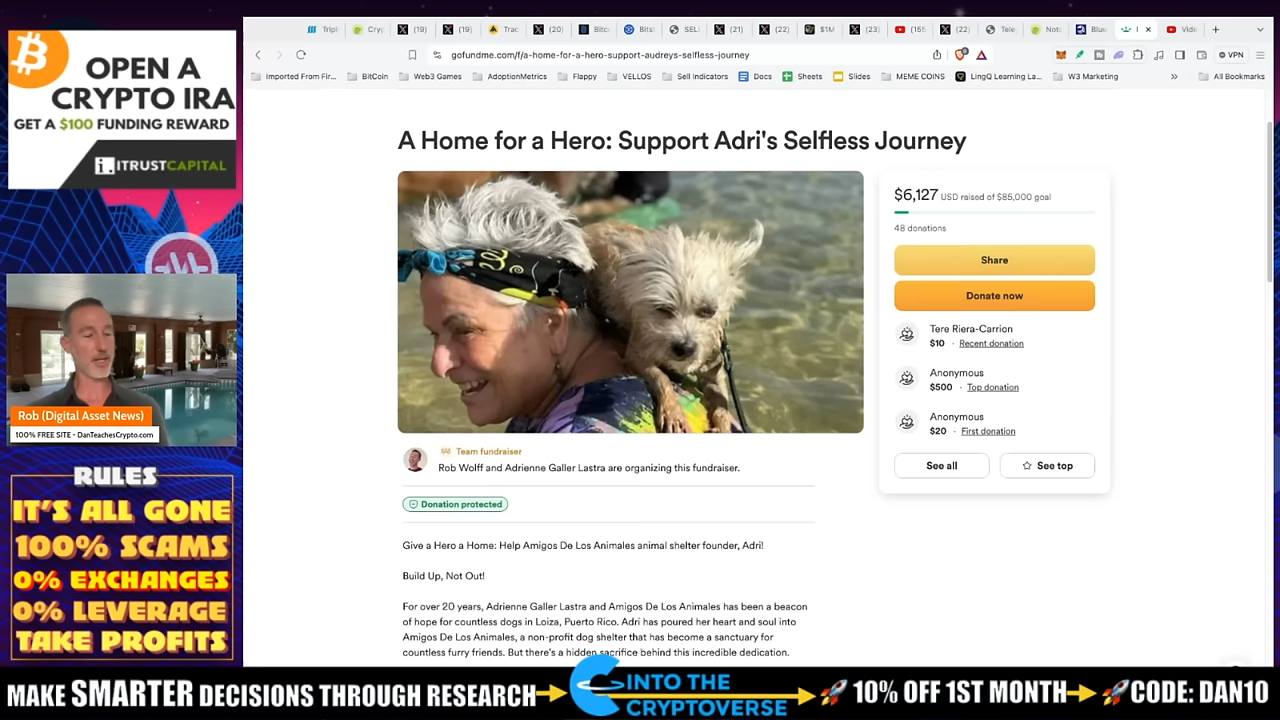 OPEN A
CRYPTO IRA
GET A $100 FUNDING REWARD
ITRUSTCAPITAL
Rob (Digital Asset News)
100% FREE SITE - DanTeachesCrypto.com
RULES
IT'S ALL GONE
100% SCAMS
0% EXCHANGES
0% LEVERAGE
TAKE PROFITS
(19)
(19)
(20)
(21)
(22)
(23)
(22)
gofundme.com/f/a-home-for-a-hero-support-audreys-selfless-journey
VPN
Imported From Fir...
BitCoin
Web3 Games
AdoptionMetrics
Flappy
VELLOS
Sell Indicators
Docs
Sheets
Slides
MEME COINS
LingQ Learning La...
W3 Marketing
All Bookmarks
A Home for a Hero: Support Adri's Selfless Journey
$6,127 USD raised of $85,000 goal
48 donations
Share
Donate now
Tere Riera-Carrion
$10 · Recent donation
Anonymous
$500 · Top donation
Anonymous
$20 · First donation
See all
See top
Team fundraiser
Rob Wolff and Adrienne Galler Lastra are organizing this fundraiser.
Donation protected
Give a Hero a Home: Help Amigos De Los Animales animal shelter founder, Adri!
Build Up, Not Out!
For over 20 years, Adrienne Galler Lastra and Amigos De Los Animales has been a beacon
of hope for countless dogs in Loiza, Puerto Rico. Adri has poured her heart and soul into
Amigos De Los Animales, a non-profit dog shelter that has become a sanctuary for
countless furry friends. But there's a hidden sacrifice behind this incredible dedication.
MAKE SMARTER DECISIONS THROUGH RESEARCH
INTO THE
CRYPTOVERSE
10% OFF 1ST MONTH
CODE: DAN10